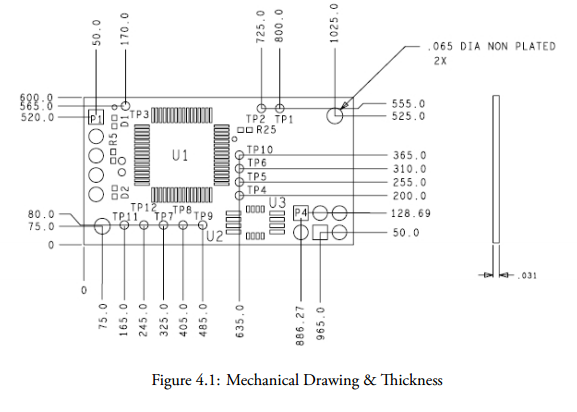 50.0
170.0
725.0
800.0
1025.0
.065 DIA NON PLATED
2X
600.0
565.0
520.0
555.0
525.0
P1
D1
TP3
TP2
TP1
R25
R5
U1
TP10
TP6
TP5
TP4
365.0
310.0
255.0
200.0
D2
U3
80.0
75.0
0
TP12
TP8
TP11
TP7
TP9
U2
P4
128.69
50.0
0
75.0
165.0
245.0
325.0
405.0
485.0
635.0
886.27
965.0
.031
Figure 4.1: Mechanical Drawing & Thickness